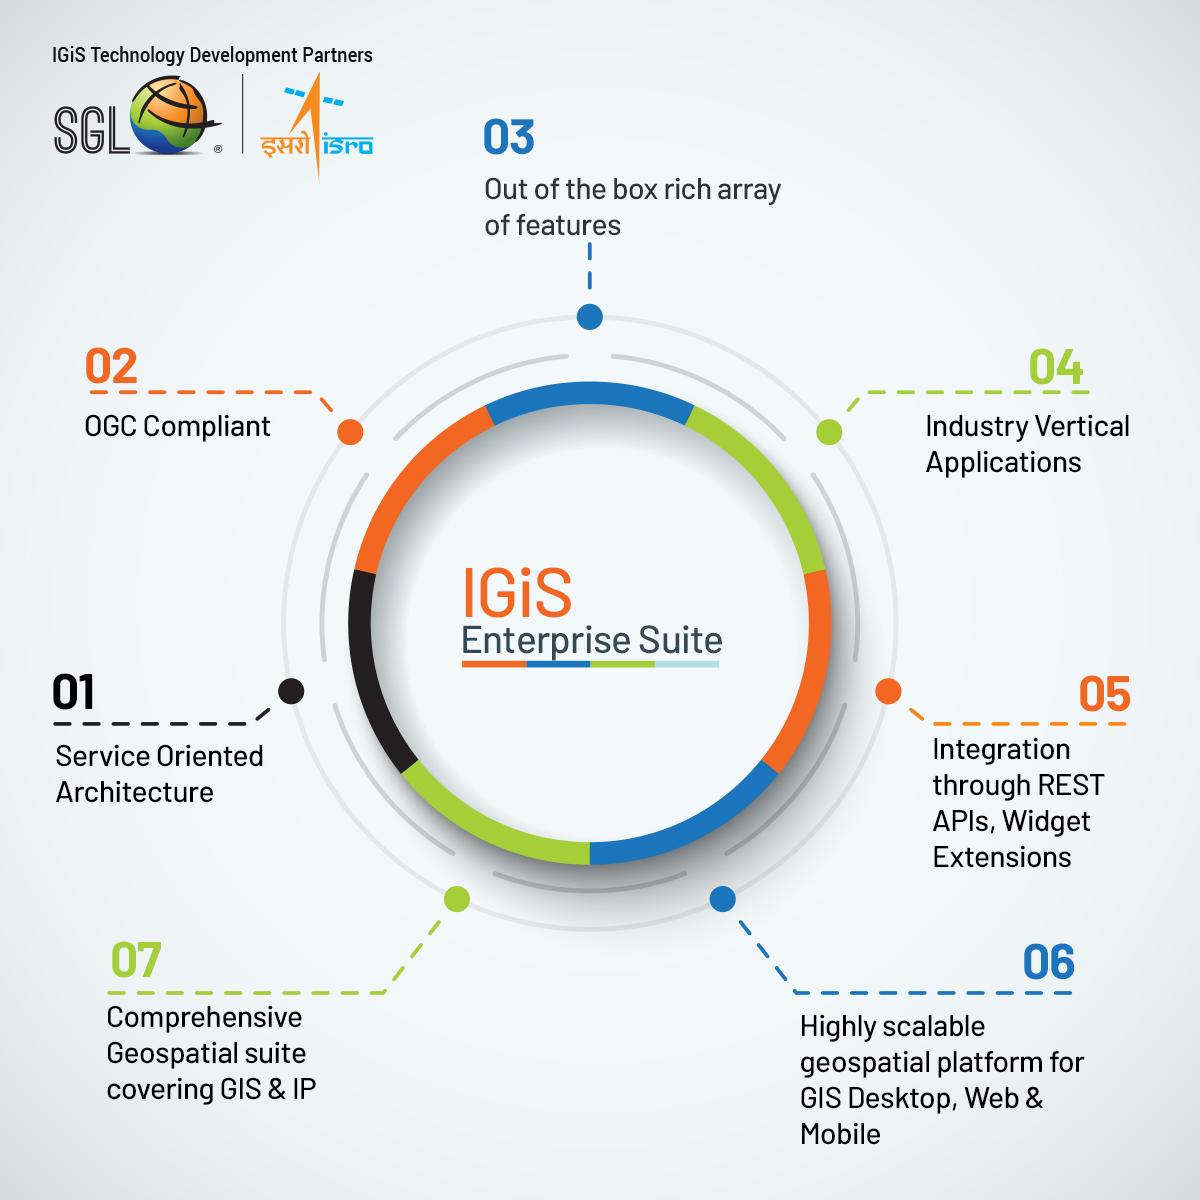 IGiS Technology Development Partners
SGL
®
इसरो isro
03
Out of the box rich array
of features
02
OGC Compliant
04
Industry Vertical
Applications
IGiS
Enterprise Suite
01
Service Oriented
Architecture
05
Integration
through REST
APIs, Widget
Extensions
07
Comprehensive
Geospatial suite
covering GIS & IP
06
Highly scalable
geospatial platform for
GIS Desktop, Web &
Mobile